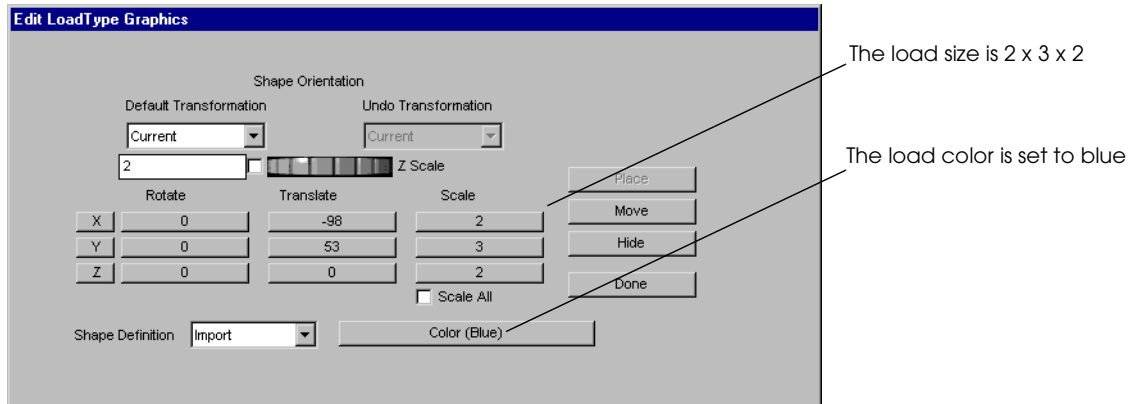 Edit LoadType Graphics
The load size is 2 x 3 x 2
Shape Orientation
Default Transformation Undo Transformation
Current Current
The load color is set to blue
2 Z Scale
Place
Rotate Translate Scale
X 0 -98 2 Move
Y 0 53 3 Hide
Z 0 0 2
Done
Scale All
Shape Definition Import Color (Blue)